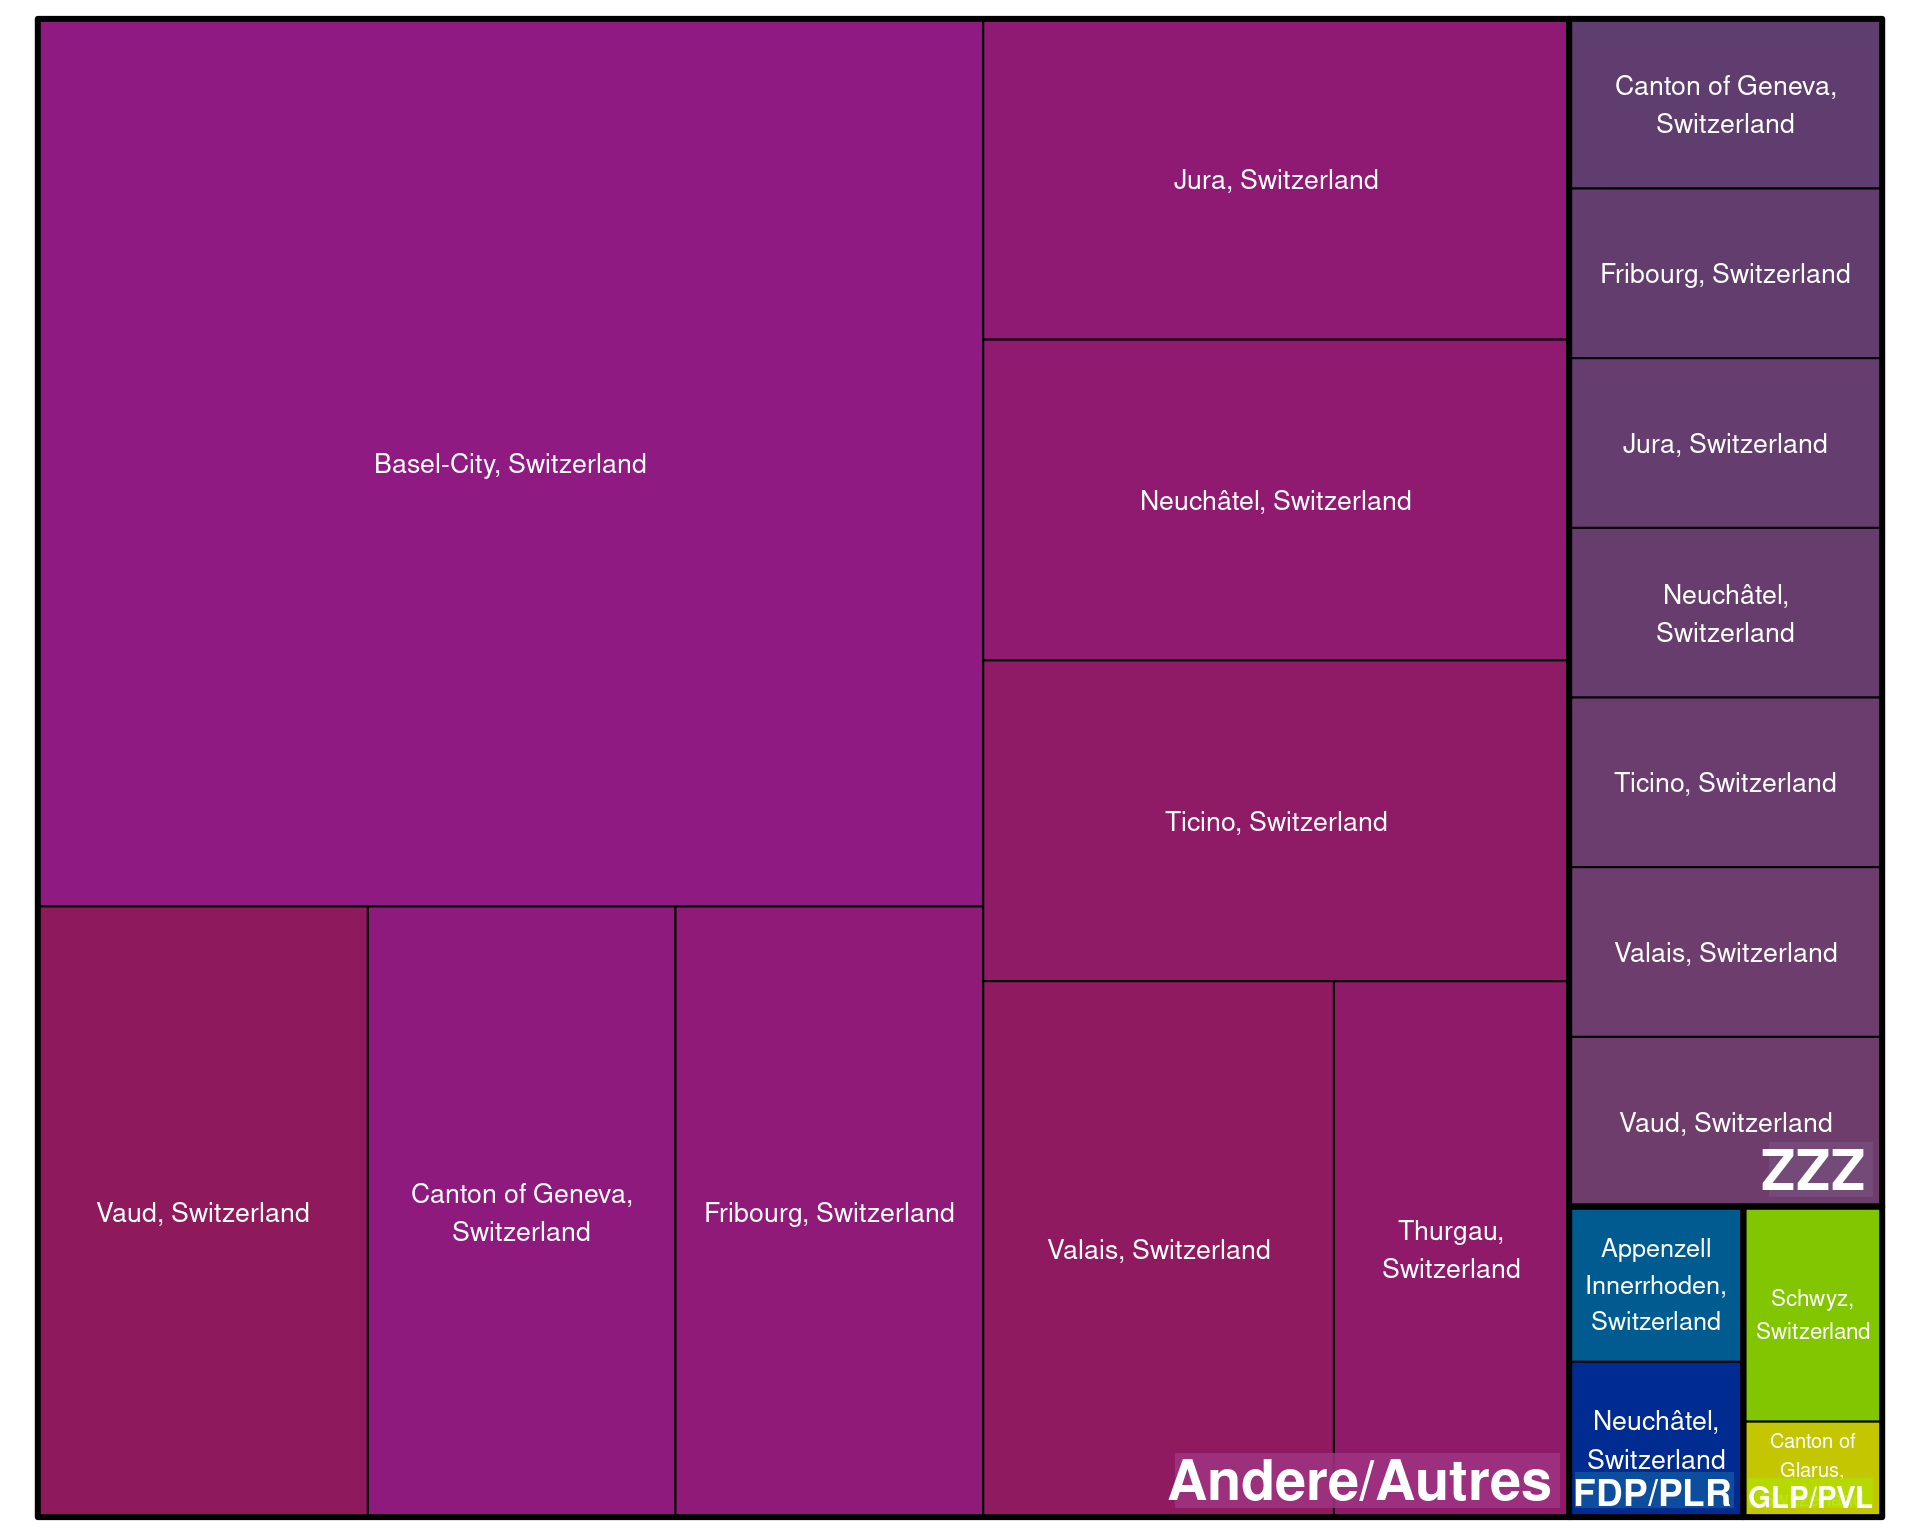 Basel-City, Switzerland
Vaud, Switzerland
Canton of Geneva,
Switzerland
Fribourg, Switzerland
Jura, Switzerland
Neuchâtel, Switzerland
Ticino, Switzerland
Valais, Switzerland
Thurgau,
Switzerland
Andere/Autres
Canton of Geneva,
Switzerland
Fribourg, Switzerland
Jura, Switzerland
Neuchâtel,
Switzerland
Ticino, Switzerland
Valais, Switzerland
Vaud, Switzerland
ZZZ
Appenzell
Innerrhoden,
Switzerland
Neuchâtel,
Switzerland
FDP/PLR
Schwyz,
Switzerland
Canton of
Glarus,
GLP/PVL